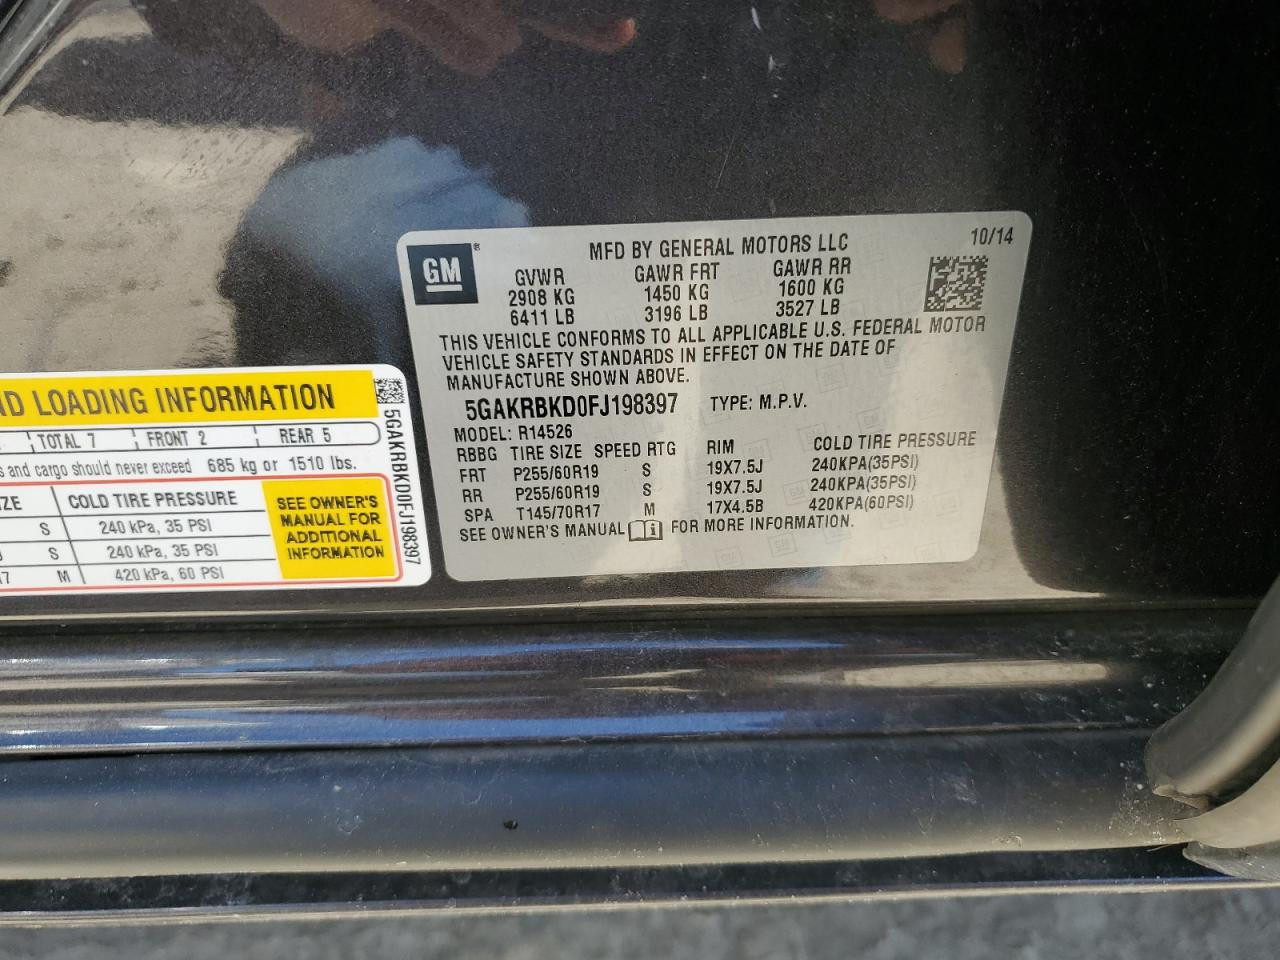 GM ®
MFD BY GENERAL MOTORS LLC 10/14
GVWR GAWR FRT GAWR RR
2908 KG 1450 KG 1600 KG
6411 LB 3196 LB 3527 LB
THIS VEHICLE CONFORMS TO ALL APPLICABLE U.S. FEDERAL MOTOR
VEHICLE SAFETY STANDARDS IN EFFECT ON THE DATE OF
MANUFACTURE SHOWN ABOVE.
5GAKRBKD0FJ198397 TYPE: M.P.V.
MODEL: R14526
RBBG TIRE SIZE SPEED RTG RIM COLD TIRE PRESSURE
FRT P255/60R19 S 19X7.5J 240KPA(35PSI)
RR P255/60R19 S 19X7.5J 240KPA(35PSI)
SPA T145/70R17 M 17X4.5B 420KPA(60PSI)
SEE OWNER'S MANUAL i FOR MORE INFORMATION.
ND LOADING INFORMATION
TOTAL 7 FRONT 2 REAR 5
s and cargo should never exceed 685 kg or 1510 lbs.
ZE COLD TIRE PRESSURE
S 240 kPa, 35 PSI
S 240 kPa, 35 PSI
17 M 420 kPa, 60 PSI
SEE OWNER'S
MANUAL FOR
ADDITIONAL
INFORMATION
5GAKRBKD0FJ198397